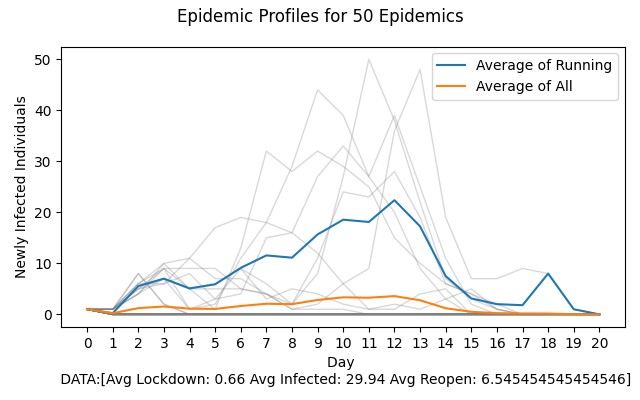 Epidemic Profiles for 50 Epidemics
Newly Infected Individuals
50
40
30
20
10
0
Average of Running
Average of All
0 1 2 3 4 5 6 7 8 9 10 11 12 13 14 15 16 17 18 19 20
Day
DATA:[Avg Lockdown: 0.66 Avg Infected: 29.94 Avg Reopen: 6.545454545454546]